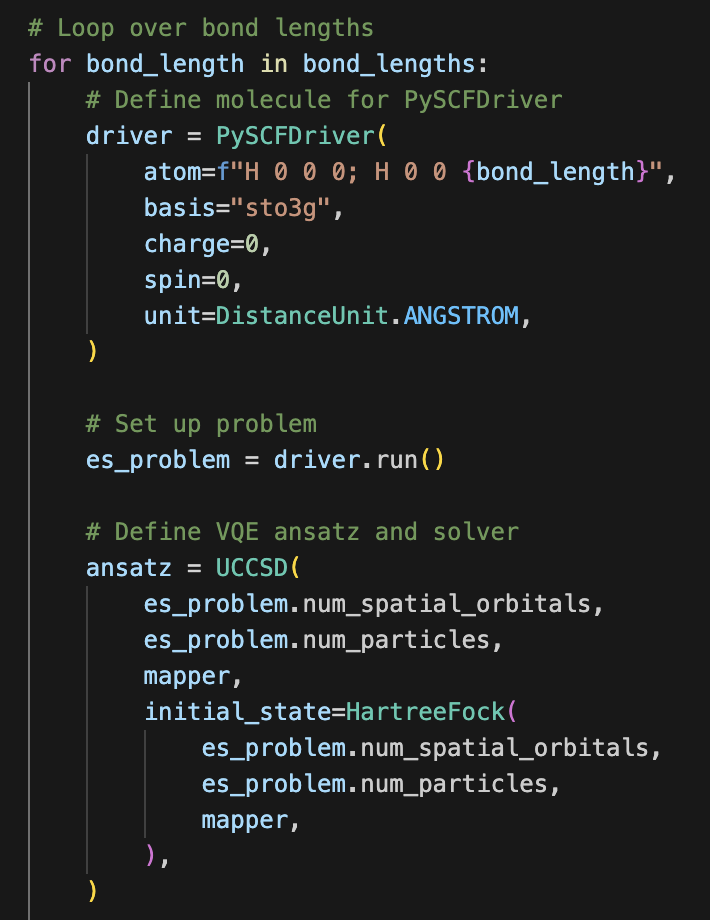 # Loop over bond lengths
for bond_length in bond_lengths:
    # Define molecule for PySCFDriver
    driver = PySCFDriver(
        atom=f"H 0 0 0; H 0 0 {bond_length}",
        basis="sto3g",
        charge=0,
        spin=0,
        unit=DistanceUnit.ANGSTROM,
    )

    # Set up problem
    es_problem = driver.run()

    # Define VQE ansatz and solver
    ansatz = UCCSD(
        es_problem.num_spatial_orbitals,
        es_problem.num_particles,
        mapper,
        initial_state=HartreeFock(
            es_problem.num_spatial_orbitals,
            es_problem.num_particles,
            mapper,
        ),
    )